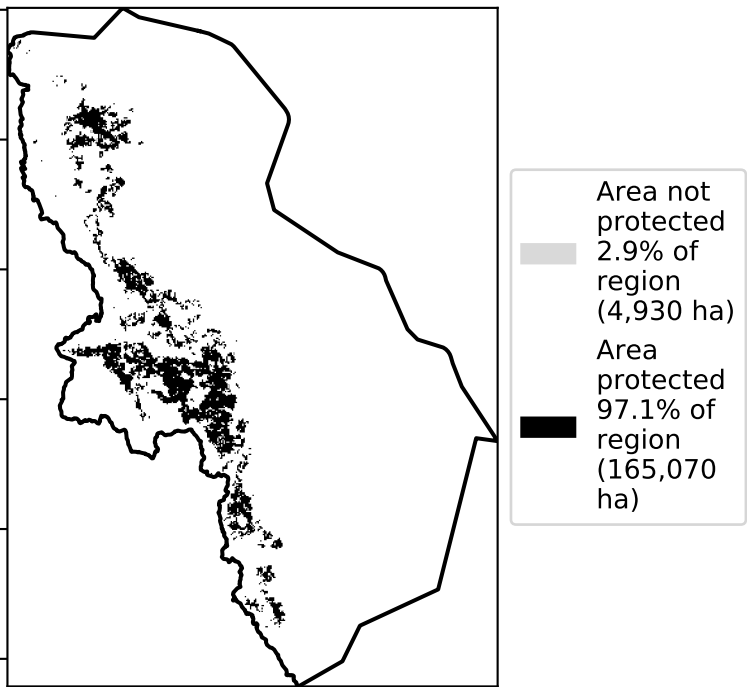 Area not
protected
2.9% of
region
(4,930 ha)
Area
protected
97.1% of
region
(165,070
ha)